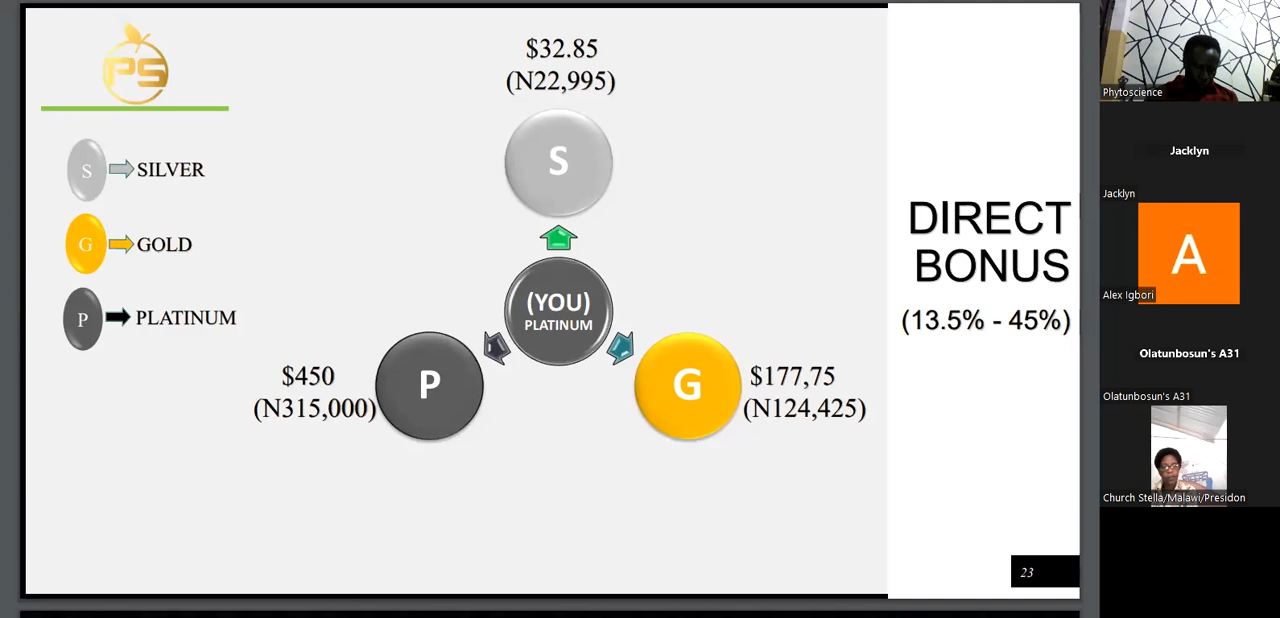 PS
S
SILVER
G
GOLD
P
PLATINUM
$32.85
(N22,995)
S
(YOU)
PLATINUM
$450
(N315,000)
P
G
$177,75
(N124,425)
DIRECT
BONUS
(13.5% - 45%)
23
Phytoscience
Jacklyn
Jacklyn
A
Alex Igbori
Olatunbosun's A31
Olatunbosun's A31
Church Stella/Malawi/Presidon